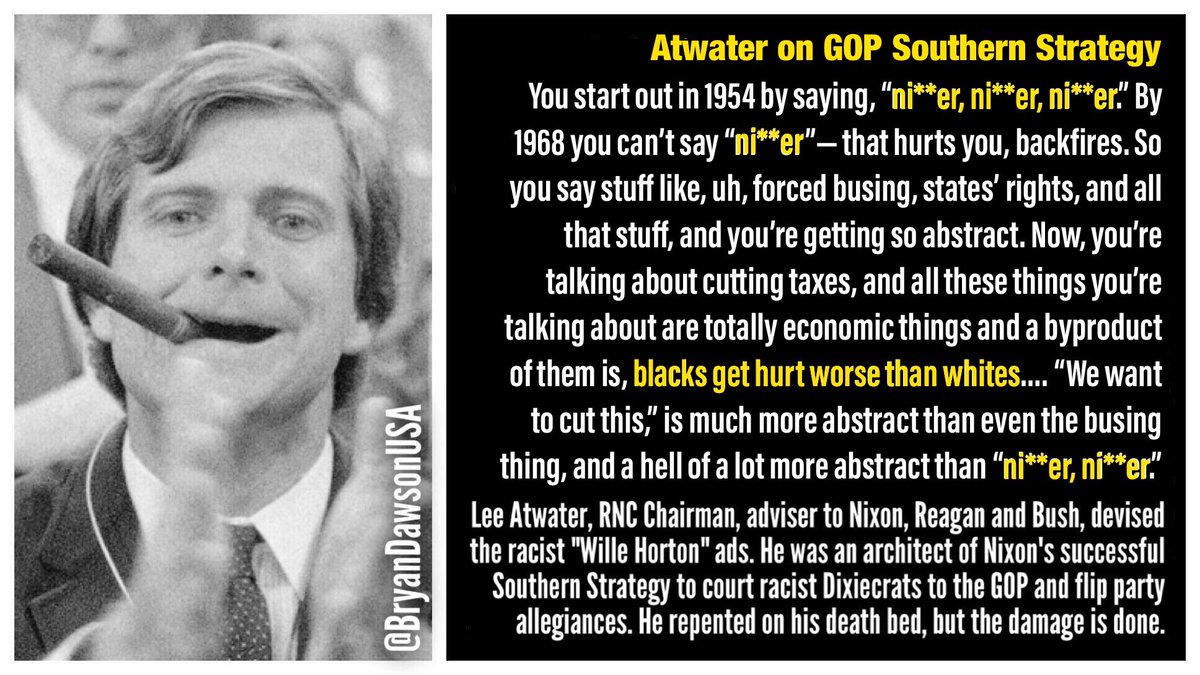 Atwater on GOP Southern Strategy
You start out in 1954 by saying, “ni**er, ni**er, ni**er.” By
1968 you can’t say “ni**er”— that hurts you, backfires. So
you say stuff like, uh, forced busing, states’ rights, and all
that stuff, and you’re getting so abstract. Now, you’re
talking about cutting taxes, and all these things you’re
talking about are totally economic things and a byproduct
of them is, blacks get hurt worse than whites.... “We want
to cut this,” is much more abstract than even the busing
thing, and a hell of a lot more abstract than “ni**er, ni**er.”
Lee Atwater, RNC Chairman, adviser to Nixon, Reagan and Bush, devised
the racist "Wille Horton" ads. He was an architect of Nixon's successful
Southern Strategy to court racist Dixiecrats to the GOP and flip party
allegiances. He repented on his death bed, but the damage is done.
@BryanDawsonUSA